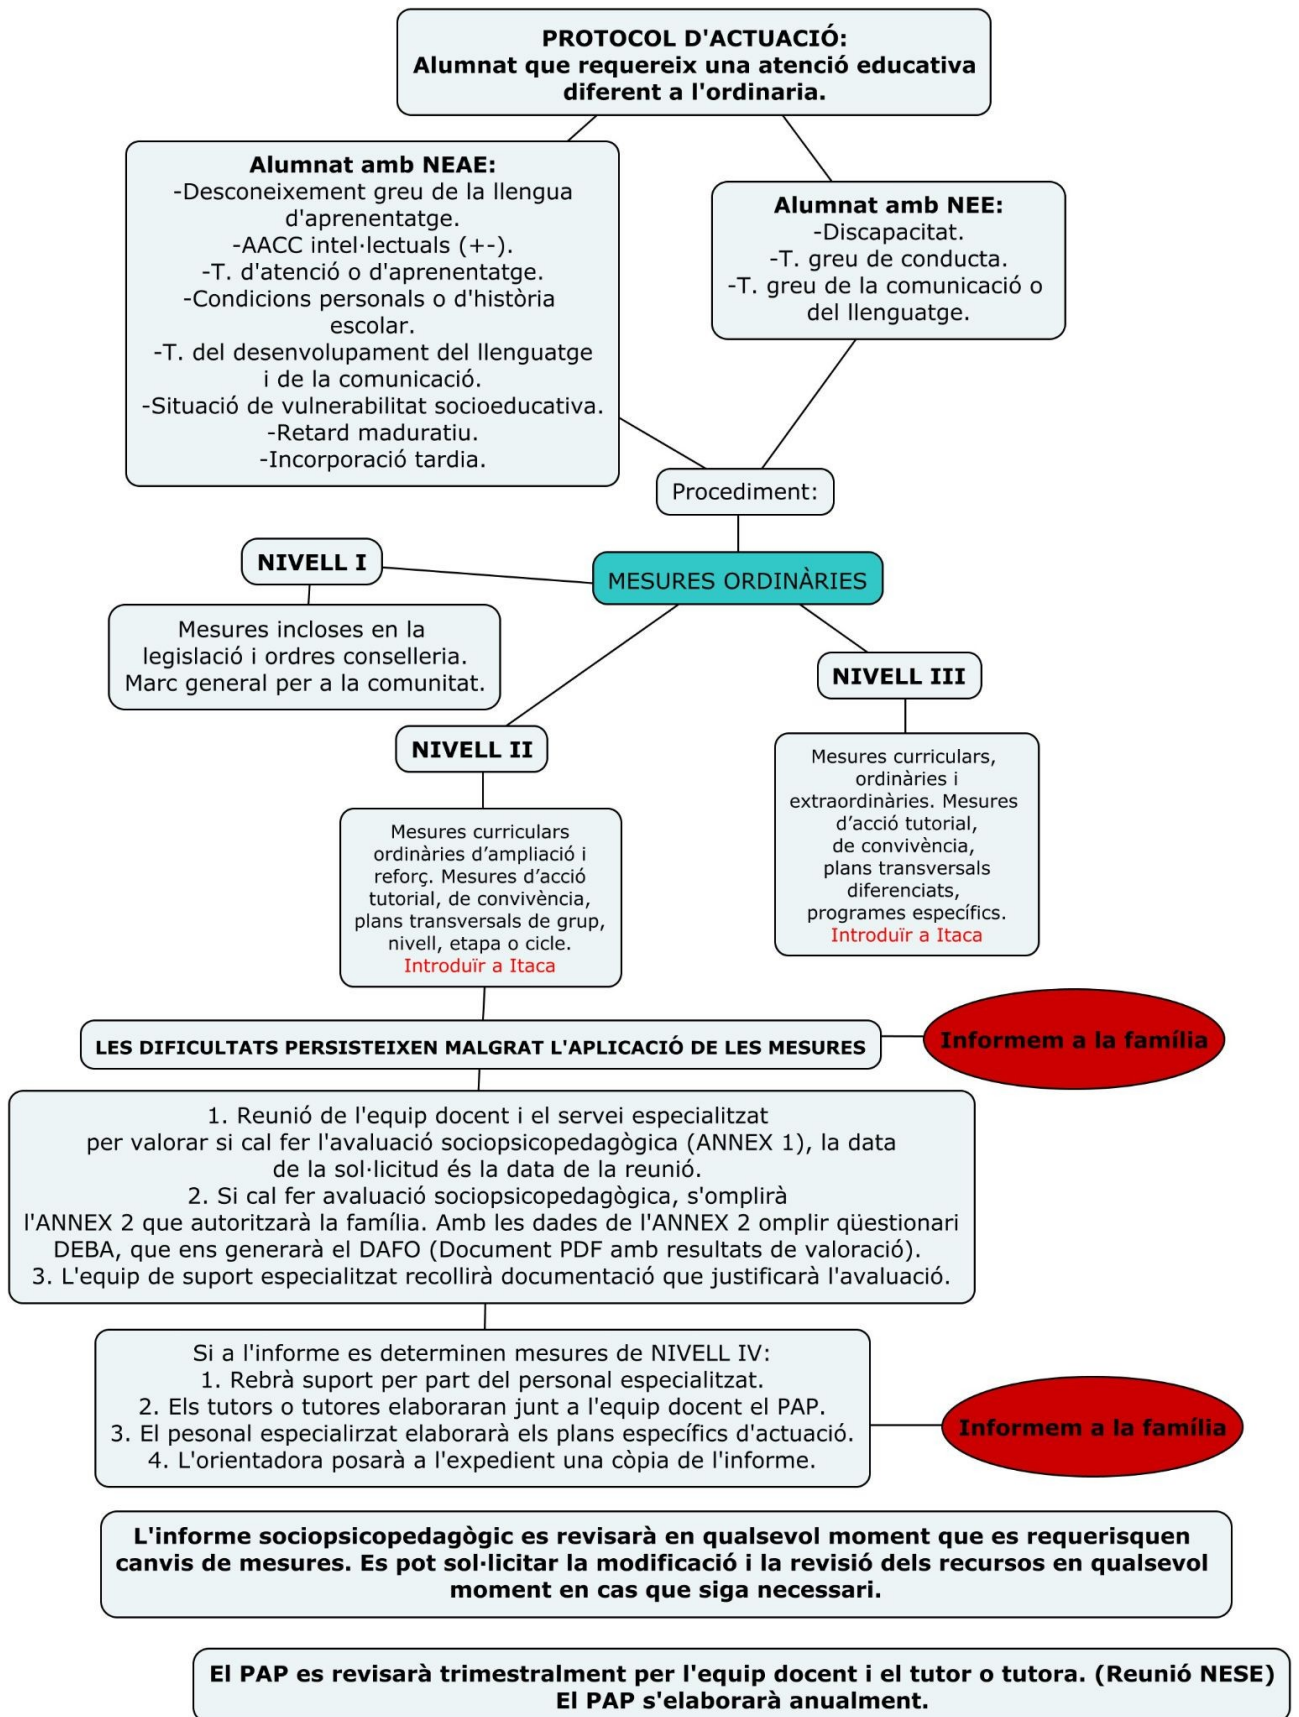 PROTOCOL D'ACTUACIÓ:
Alumnat que requereix una atenció educativa
diferent a l'ordinaria.
Alumnat amb NEAE:
-Desconeixement greu de la llengua
d'aprenentatge.
-AACC intel·lectuals (+-).
-T. d'atenció o d'aprenentatge.
-Condicions personals o d'història
escolar.
-T. del desenvolupament del llenguatge
i de la comunicació.
-Situació de vulnerabilitat socioeducativa.
-Retard maduratiu.
-Incorporació tardia.
Alumnat amb NEE:
-Discapacitat.
-T. greu de conducta.
-T. greu de la comunicació o
del llenguatge.
Procediment:
MESURES ORDINÀRIES
NIVELL I
Mesures incloses en la
legislació i ordres conselleria.
Marc general per a la comunitat.
NIVELL II
Mesures curriculars
ordinàries d’ampliació i
reforç. Mesures d’acció
tutorial, de convivència,
plans transversals de grup,
nivell, etapa o cicle.
Introduïr a Itaca
NIVELL III
Mesures curriculars,
ordinàries i
extraordinàries. Mesures
d’acció tutorial,
de convivència,
plans transversals
diferenciats,
programes específics.
Introduïr a Itaca
LES DIFICULTATS PERSISTEIXEN MALGRAT L'APLICACIÓ DE LES MESURES
Informem a la família
1. Reunió de l'equip docent i el servei especialitzat
per valorar si cal fer l'avaluació sociopsicopedagògica (ANNEX 1), la data
de la sol·licitud és la data de la reunió.
2. Si cal fer avaluació sociopsicopedagògica, s'omplirà
l'ANNEX 2 que autoritzarà la família. Amb les dades de l'ANNEX 2 omplir qüestionari
DEBA, que ens generarà el DAFO (Document PDF amb resultats de valoració).
3. L'equip de suport especialitzat recollirà documentació que justificarà l'avaluació.
Si a l'informe es determinen mesures de NIVELL IV:
1. Rebrà suport per part del personal especialitzat.
2. Els tutors o tutores elaboraran junt a l'equip docent el PAP.
3. El pesonal especialirzat elaborarà els plans específics d'actuació.
4. L'orientadora posarà a l'expedient una còpia de l'informe.
Informem a la família
L'informe sociopsicopedagògic es revisarà en qualsevol moment que es requerisquen
canvis de mesures. Es pot sol·licitar la modificació i la revisió dels recursos en qualsevol
moment en cas que siga necessari.
El PAP es revisarà trimestralment per l'equip docent i el tutor o tutora. (Reunió NESE)
El PAP s'elaborarà anualment.